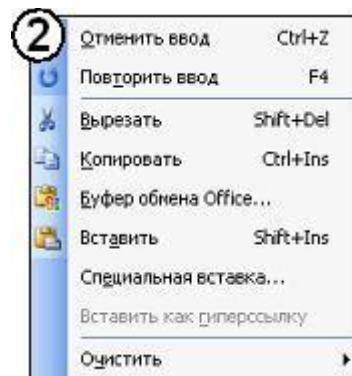 2
Отменить ввод Ctrl+Z
Повторить ввод F4
Вырезать Shift+Del
Копировать Ctrl+Ins
Буфер обмена Office...
Вставить Shift+Ins
Специальная вставка...
Вставить как гиперссылку
Очистить